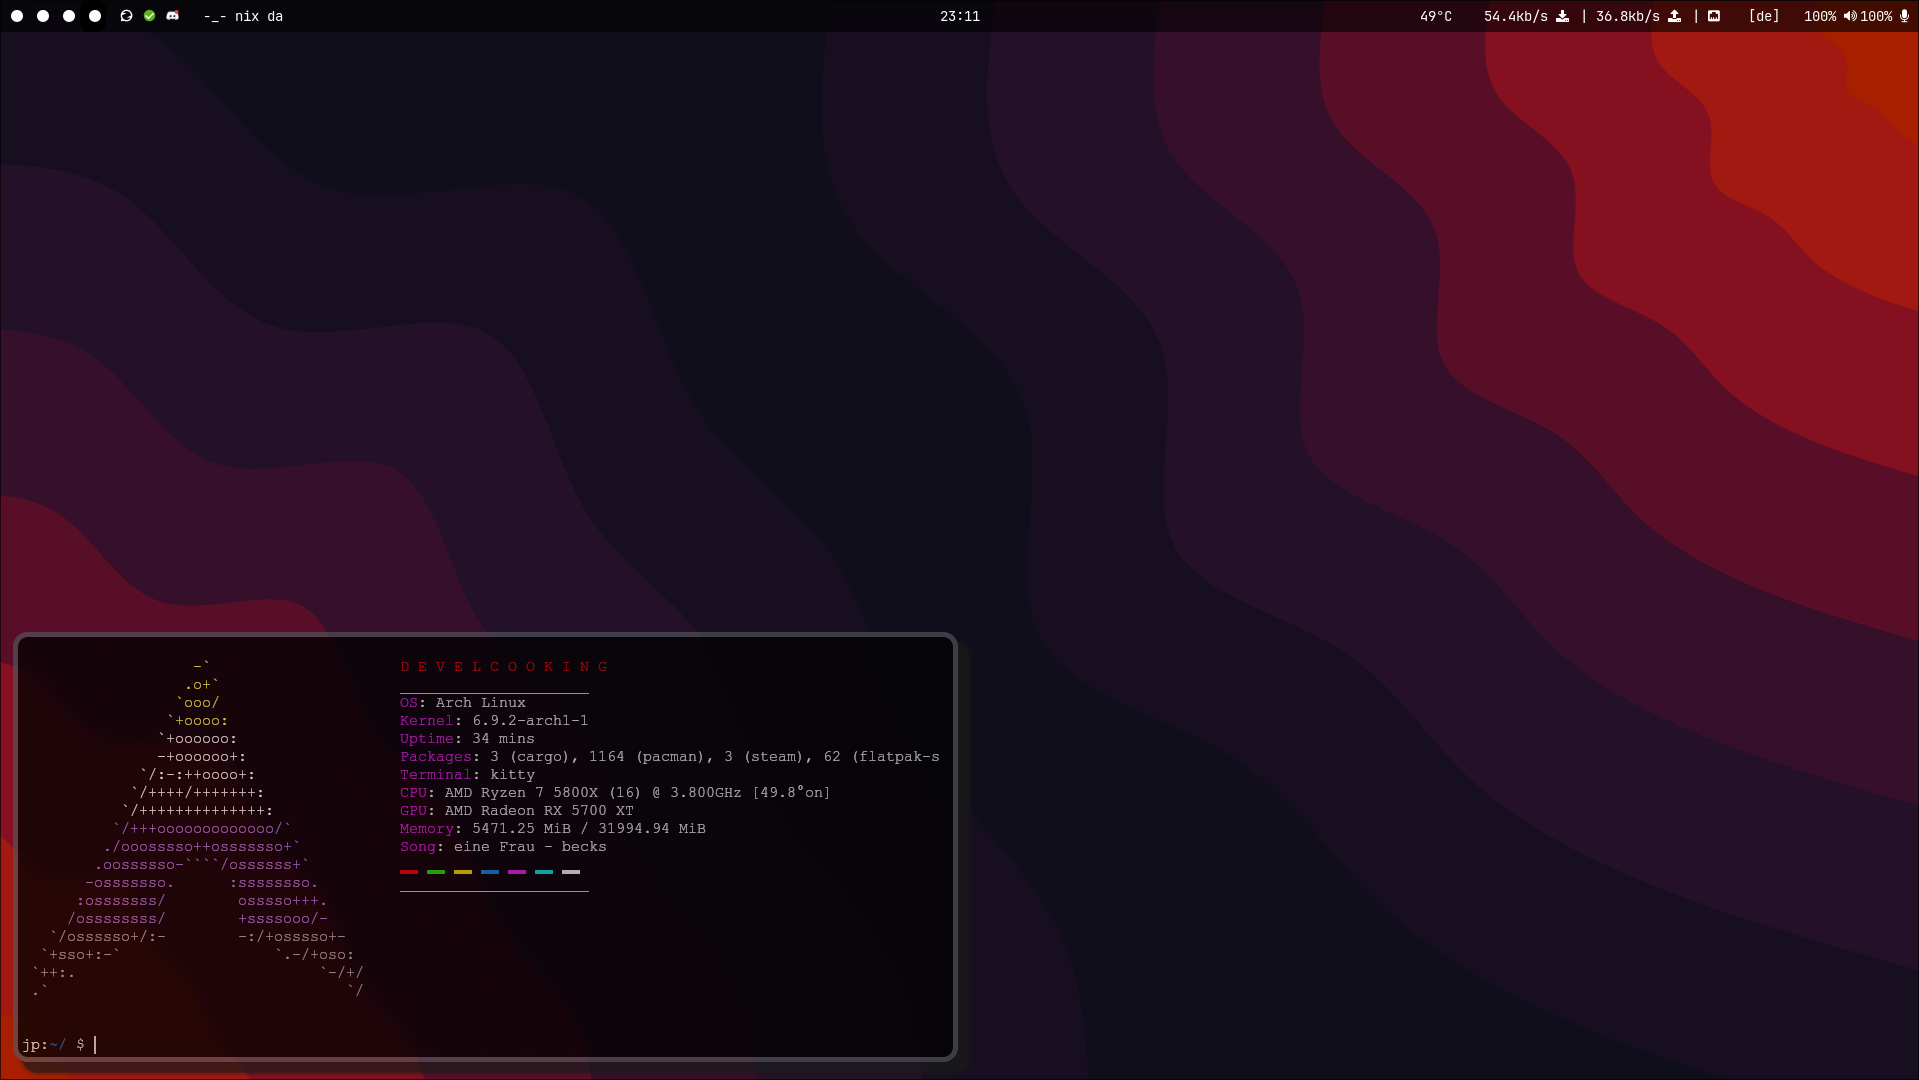 -_- nix da
23:11
49°C 54.4kb/s | 36.8kb/s | [de] 100% 100%
-`
.o+`
`ooo/
`+oooo:
`+oooooo:
-+oooooo+:
`/:-:++oooo+:
`/++++/+++++++:
`/++++++++++++++:
`/+++ooooooooooooo/`
./ooosssso++osssssso+`
.oossssso-````/ossssss+`
-osssssso. :ssssssso.
:osssssss/ osssso+++.
/ossssssss/ +ssssooo/-
`/ossssso+/:- -:/+osssso+-
`+sso+:-` `.-/+oso:
`++:. `-/+/
.` `/
D E V E L C O O K I N G
_____________________
OS: Arch Linux
Kernel: 6.9.2-arch1-1
Uptime: 34 mins
Packages: 3 (cargo), 1164 (pacman), 3 (steam), 62 (flatpak-s
Terminal: kitty
CPU: AMD Ryzen 7 5800X (16) @ 3.800GHz [49.8°on]
GPU: AMD Radeon RX 5700 XT
Memory: 5471.25 MiB / 31994.94 MiB
Song: eine Frau - becks
_____________________
jp:~/ $